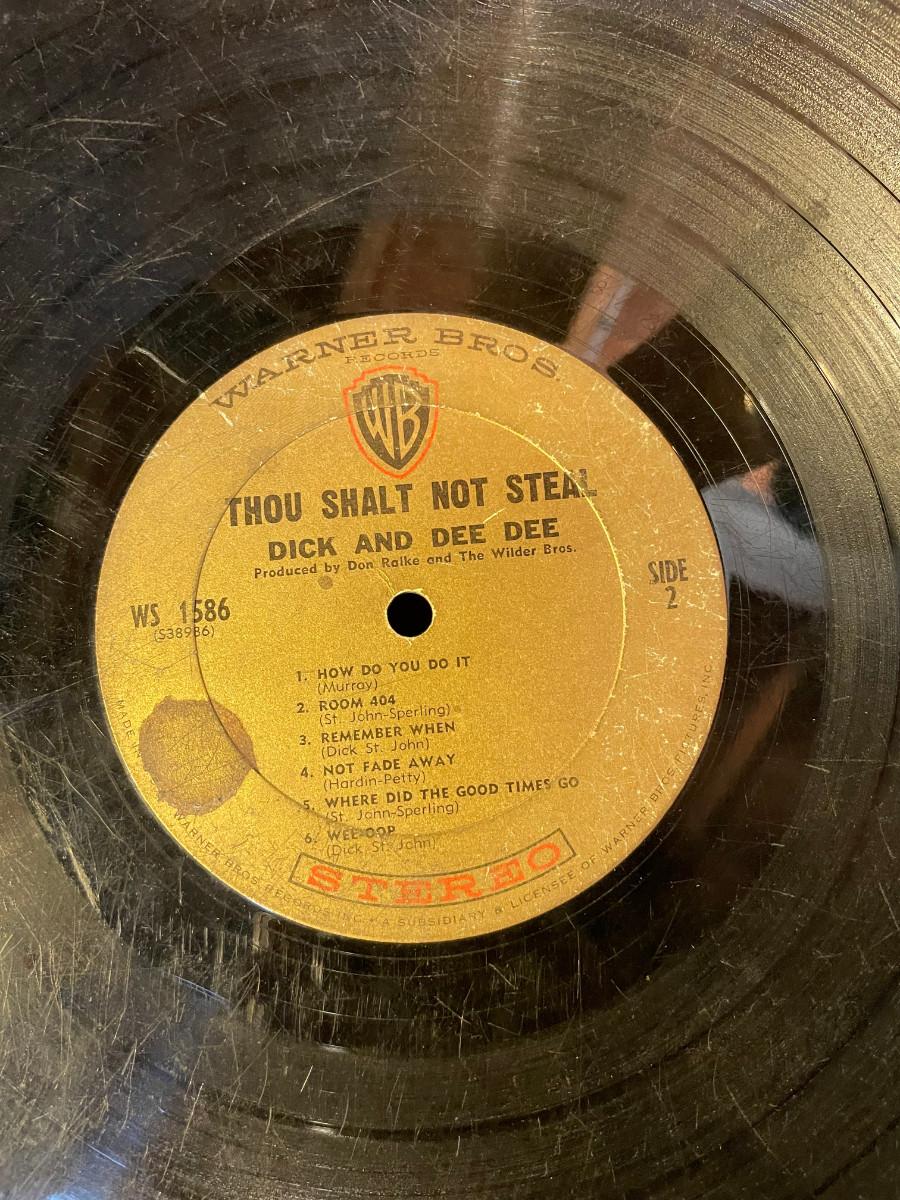 WARNER BROS.
RECORDS
WB
THOU SHALT NOT STEAL
DICK AND DEE DEE
Produced by Don Ralke and The Wilder Bros.
SIDE
2
WS 1586
(S38986)
1. HOW DO YOU DO IT
(Murray)
2. ROOM 404
(St. John-Sperling)
3. REMEMBER WHEN
(Dick St. John)
4. NOT FADE AWAY
(Hardin-Petty)
5. WHERE DID THE GOOD TIMES GO
(St. John-Sperling)
6. WEE-OOP
(Dick St. John)
STEREO
MADE IN
WARNER BROS. RECORDS INC. • A SUBSIDIARY & LICENSEE OF WARNER BROS. PICTURES, INC.